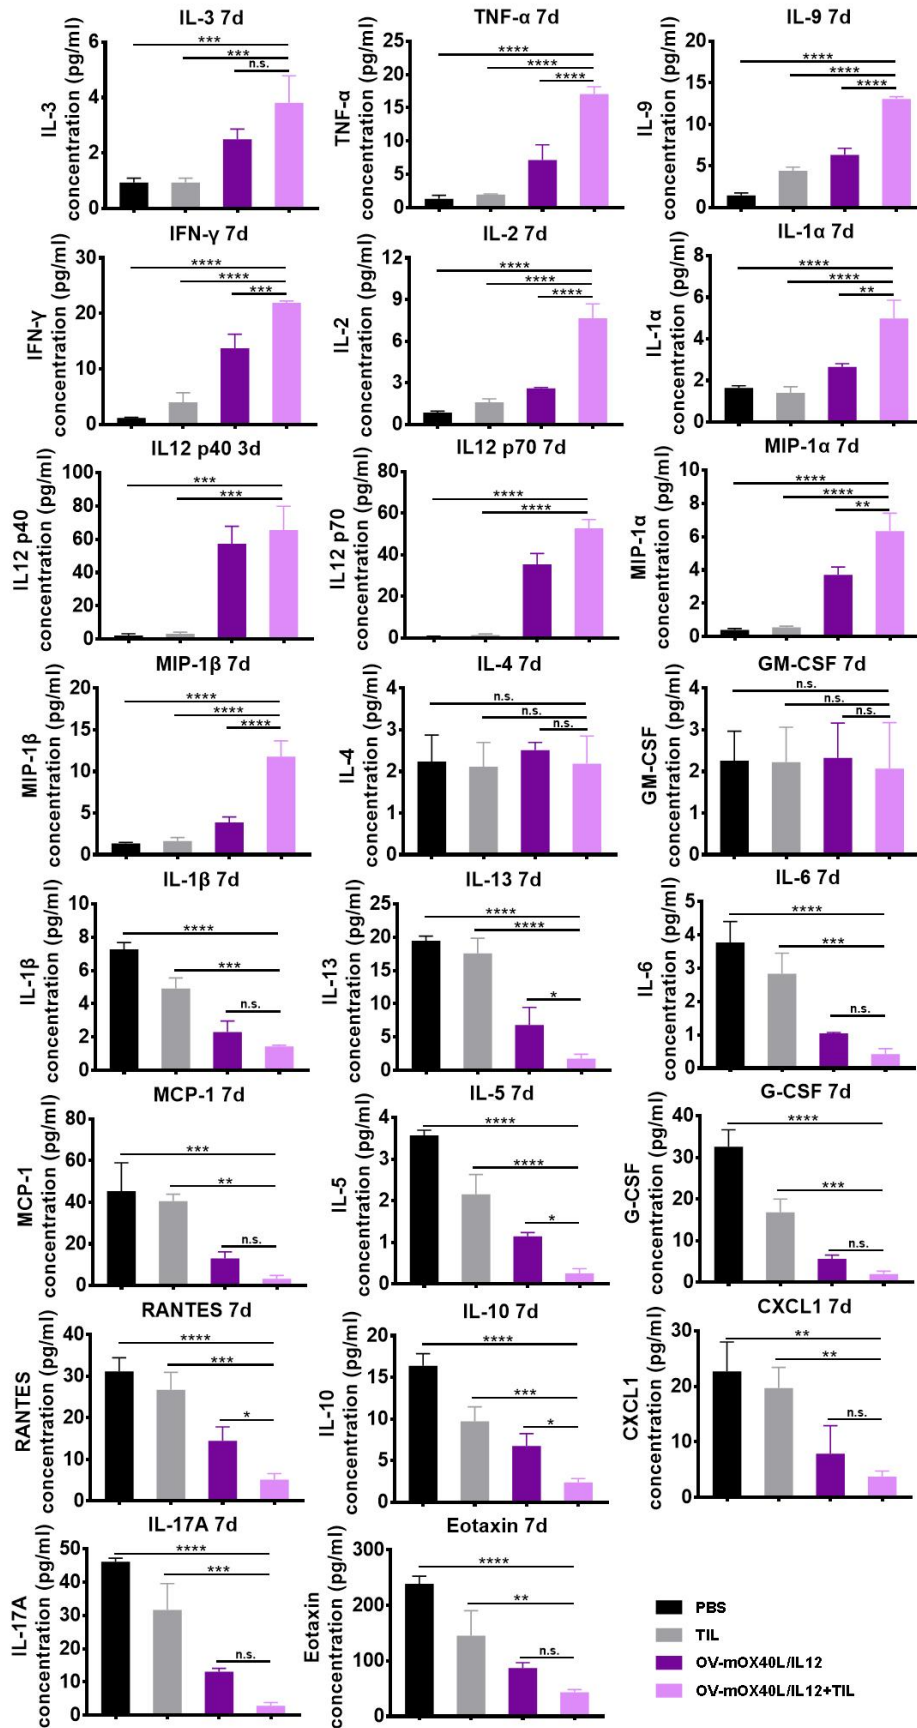 IL-3 7d
IL-3
concentration (pg/ml)
6
4
2
0
***
***
n.s.
TNF-α 7d
TNF-α
concentration (pg/ml)
25
20
15
10
5
0
****
****
****
IL-9 7d
IL-9
concentration (pg/ml)
20
15
10
5
0
****
****
****
IFN-γ 7d
IFN-γ
concentration (pg/ml)
30
20
10
0
****
****
***
IL-2 7d
IL-2
concentration (pg/ml)
12
9
6
3
0
****
****
****
IL-1α 7d
IL-1α
concentration (pg/ml)
8
6
4
2
0
****
****
**
IL12 p40 3d
IL12 p40
concentration (pg/ml)
100
80
60
40
20
0
***
***
IL12 p70 7d
IL12 p70
concentration (pg/ml)
80
60
40
20
0
****
****
MIP-1α 7d
MIP-1α
concentration (pg/ml)
10
8
6
4
2
0
****
****
**
MIP-1β 7d
MIP-1β
concentration (pg/ml)
20
15
10
5
0
****
****
****
IL-4 7d
IL-4
concentration (pg/ml)
4
3
2
1
0
n.s.
n.s.
n.s.
GM-CSF 7d
GM-CSF
concentration (pg/ml)
4
3
2
1
0
n.s.
n.s.
n.s.
IL-1β 7d
IL-1β
concentration (pg/ml)
10
8
6
4
2
0
****
***
n.s.
IL-13 7d
IL-13
concentration (pg/ml)
25
20
15
10
5
0
****
****
*
IL-6 7d
IL-6
concentration (pg/ml)
5
4
3
2
1
0
****
***
n.s.
MCP-1 7d
MCP-1
concentration (pg/ml)
80
60
40
20
0
***
**
n.s.
IL-5 7d
IL-5
concentration (pg/ml)
4
3
2
1
0
****
****
*
G-CSF 7d
G-CSF
concentration (pg/ml)
40
30
20
10
0
****
***
n.s.
RANTES 7d
RANTES
concentration (pg/ml)
40
30
20
10
0
****
***
*
IL-10 7d
IL-10
concentration (pg/ml)
20
15
10
5
0
****
***
*
CXCL1 7d
CXCL1
concentration (pg/ml)
30
20
10
0
**
**
n.s.
IL-17A 7d
IL-17A
concentration (pg/ml)
50
40
30
20
10
0
****
***
n.s.
Eotaxin 7d
Eotaxin
concentration (pg/ml)
300
200
100
0
****
**
n.s.
PBS
TIL
OV-mOX40L/IL12
OV-mOX40L/IL12+TIL